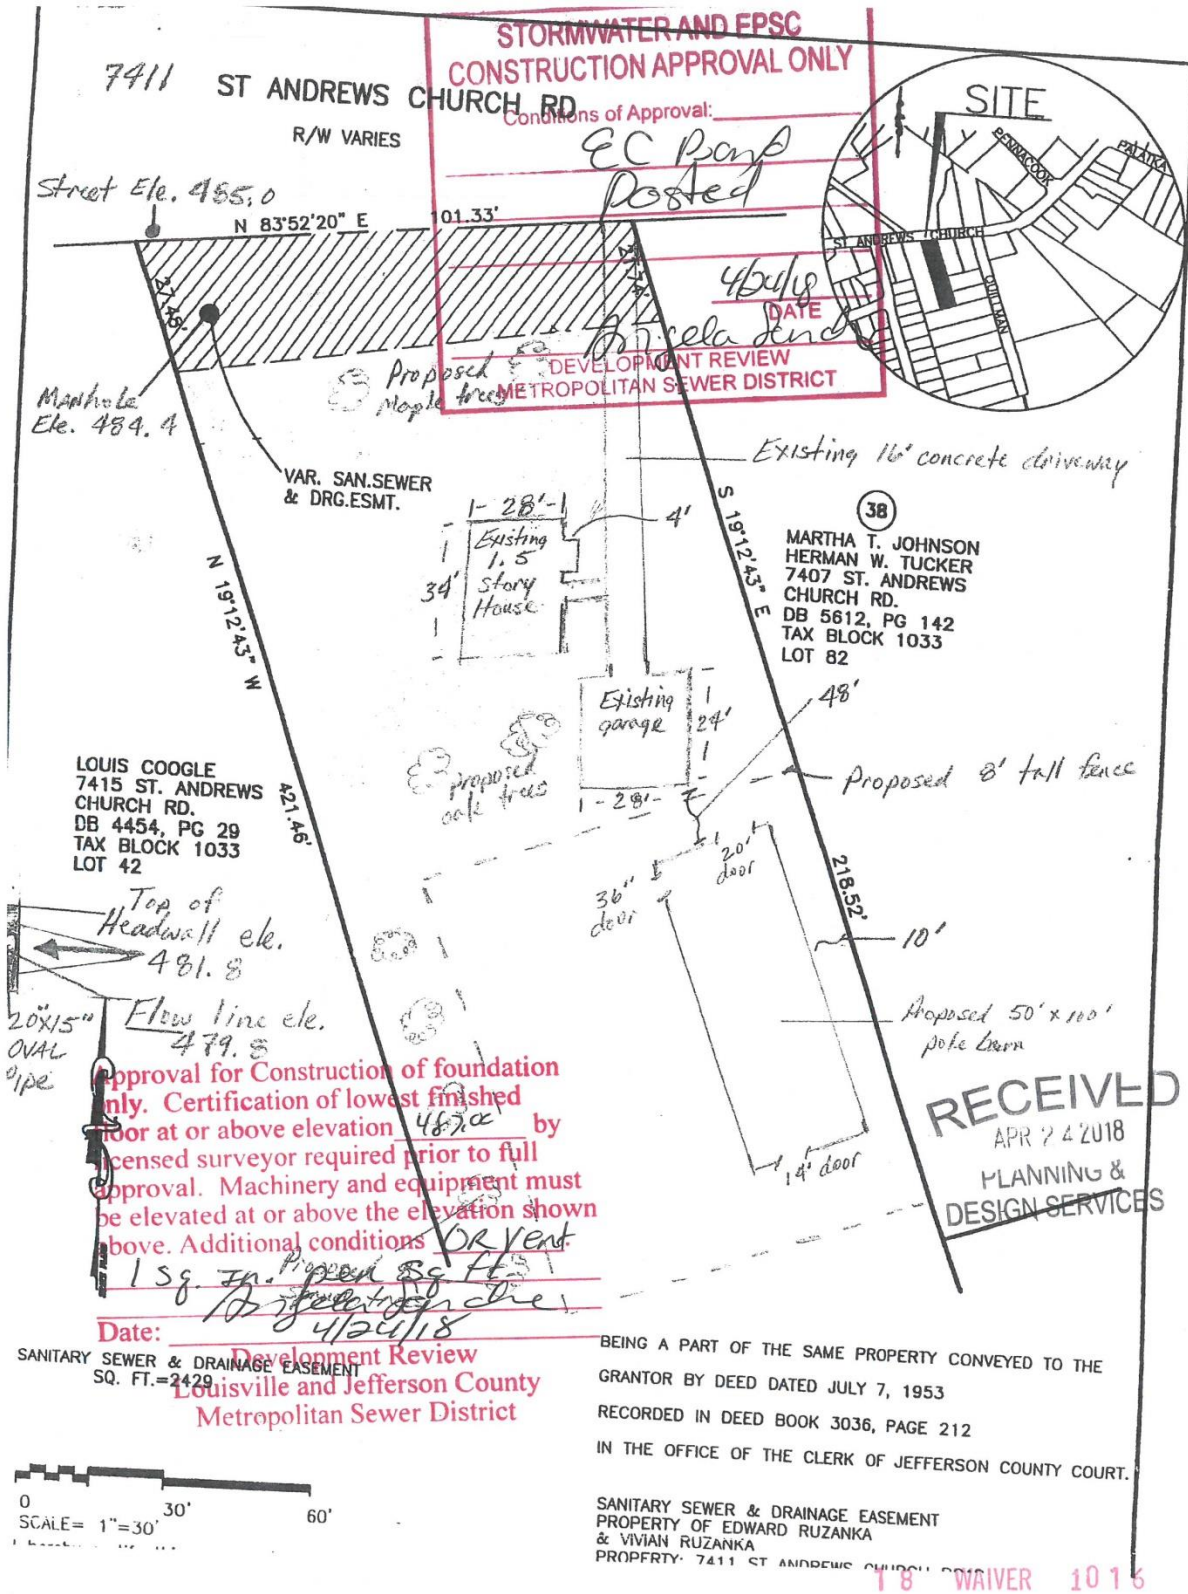 STORMWATER AND EPSC
CONSTRUCTION APPROVAL ONLY
Conditions of Approval:
EC Bond
Posted
4/24/18
DATE
DEVELOPMENT REVIEW
METROPOLITAN SEWER DISTRICT
7411
ST ANDREWS CHURCH RD
R/W VARIES
SITE
PENNACOOK
PALATKA
ST ANDREWS CHURCH
QUILLMAN
Street Ele. 485.0
N 83°52'20" E
101.33'
27.48'
27.74'
Manhole
Ele. 484.4
Proposed
Maple trees
VAR. SAN.SEWER
& DRG.ESMT.
Existing 16' concrete driveway
28'
34'
Existing
1.5
Story
House
4'
S 19°12'43" E
N 19°12'43" W
38
MARTHA T. JOHNSON
HERMAN W. TUCKER
7407 ST. ANDREWS
CHURCH RD.
DB 5612, PG 142
TAX BLOCK 1033
LOT 82
Existing
garage
24'
28'
48'
Proposed 8' tall fence
proposed
oak trees
LOUIS COOGLE
7415 ST. ANDREWS
CHURCH RD.
DB 4454, PG 29
TAX BLOCK 1033
LOT 42
421.46'
218.52'
20'
door
36"
door
10'
Proposed 50' x 100'
pole barn
14' door
Top of
Headwall ele.
481.8
20"X15"
OVAL
Pipe
Flow line ele.
479.8
Approval for Construction of foundation
only. Certification of lowest finished
floor at or above elevation by
licensed surveyor required prior to full
approval. Machinery and equipment must
be elevated at or above the elevation shown
above. Additional conditions OR Vent
1 Sq. In. per Sq Ft
4/24/18
Date:
Development Review
Louisville and Jefferson County
Metropolitan Sewer District
RECEIVED
APR 24 2018
PLANNING &
DESIGN SERVICES
SANITARY SEWER & DRAINAGE EASEMENT
SQ. FT.=2429
BEING A PART OF THE SAME PROPERTY CONVEYED TO THE
GRANTOR BY DEED DATED JULY 7, 1953
RECORDED IN DEED BOOK 3036, PAGE 212
IN THE OFFICE OF THE CLERK OF JEFFERSON COUNTY COURT.
0
30'
60'
SCALE= 1"=30'
SANITARY SEWER & DRAINAGE EASEMENT
PROPERTY OF EDWARD RUZANKA
& VIVIAN RUZANKA
PROPERTY: 7411 ST ANDREWS CHURCH ROAD
18 WAIVER 1016